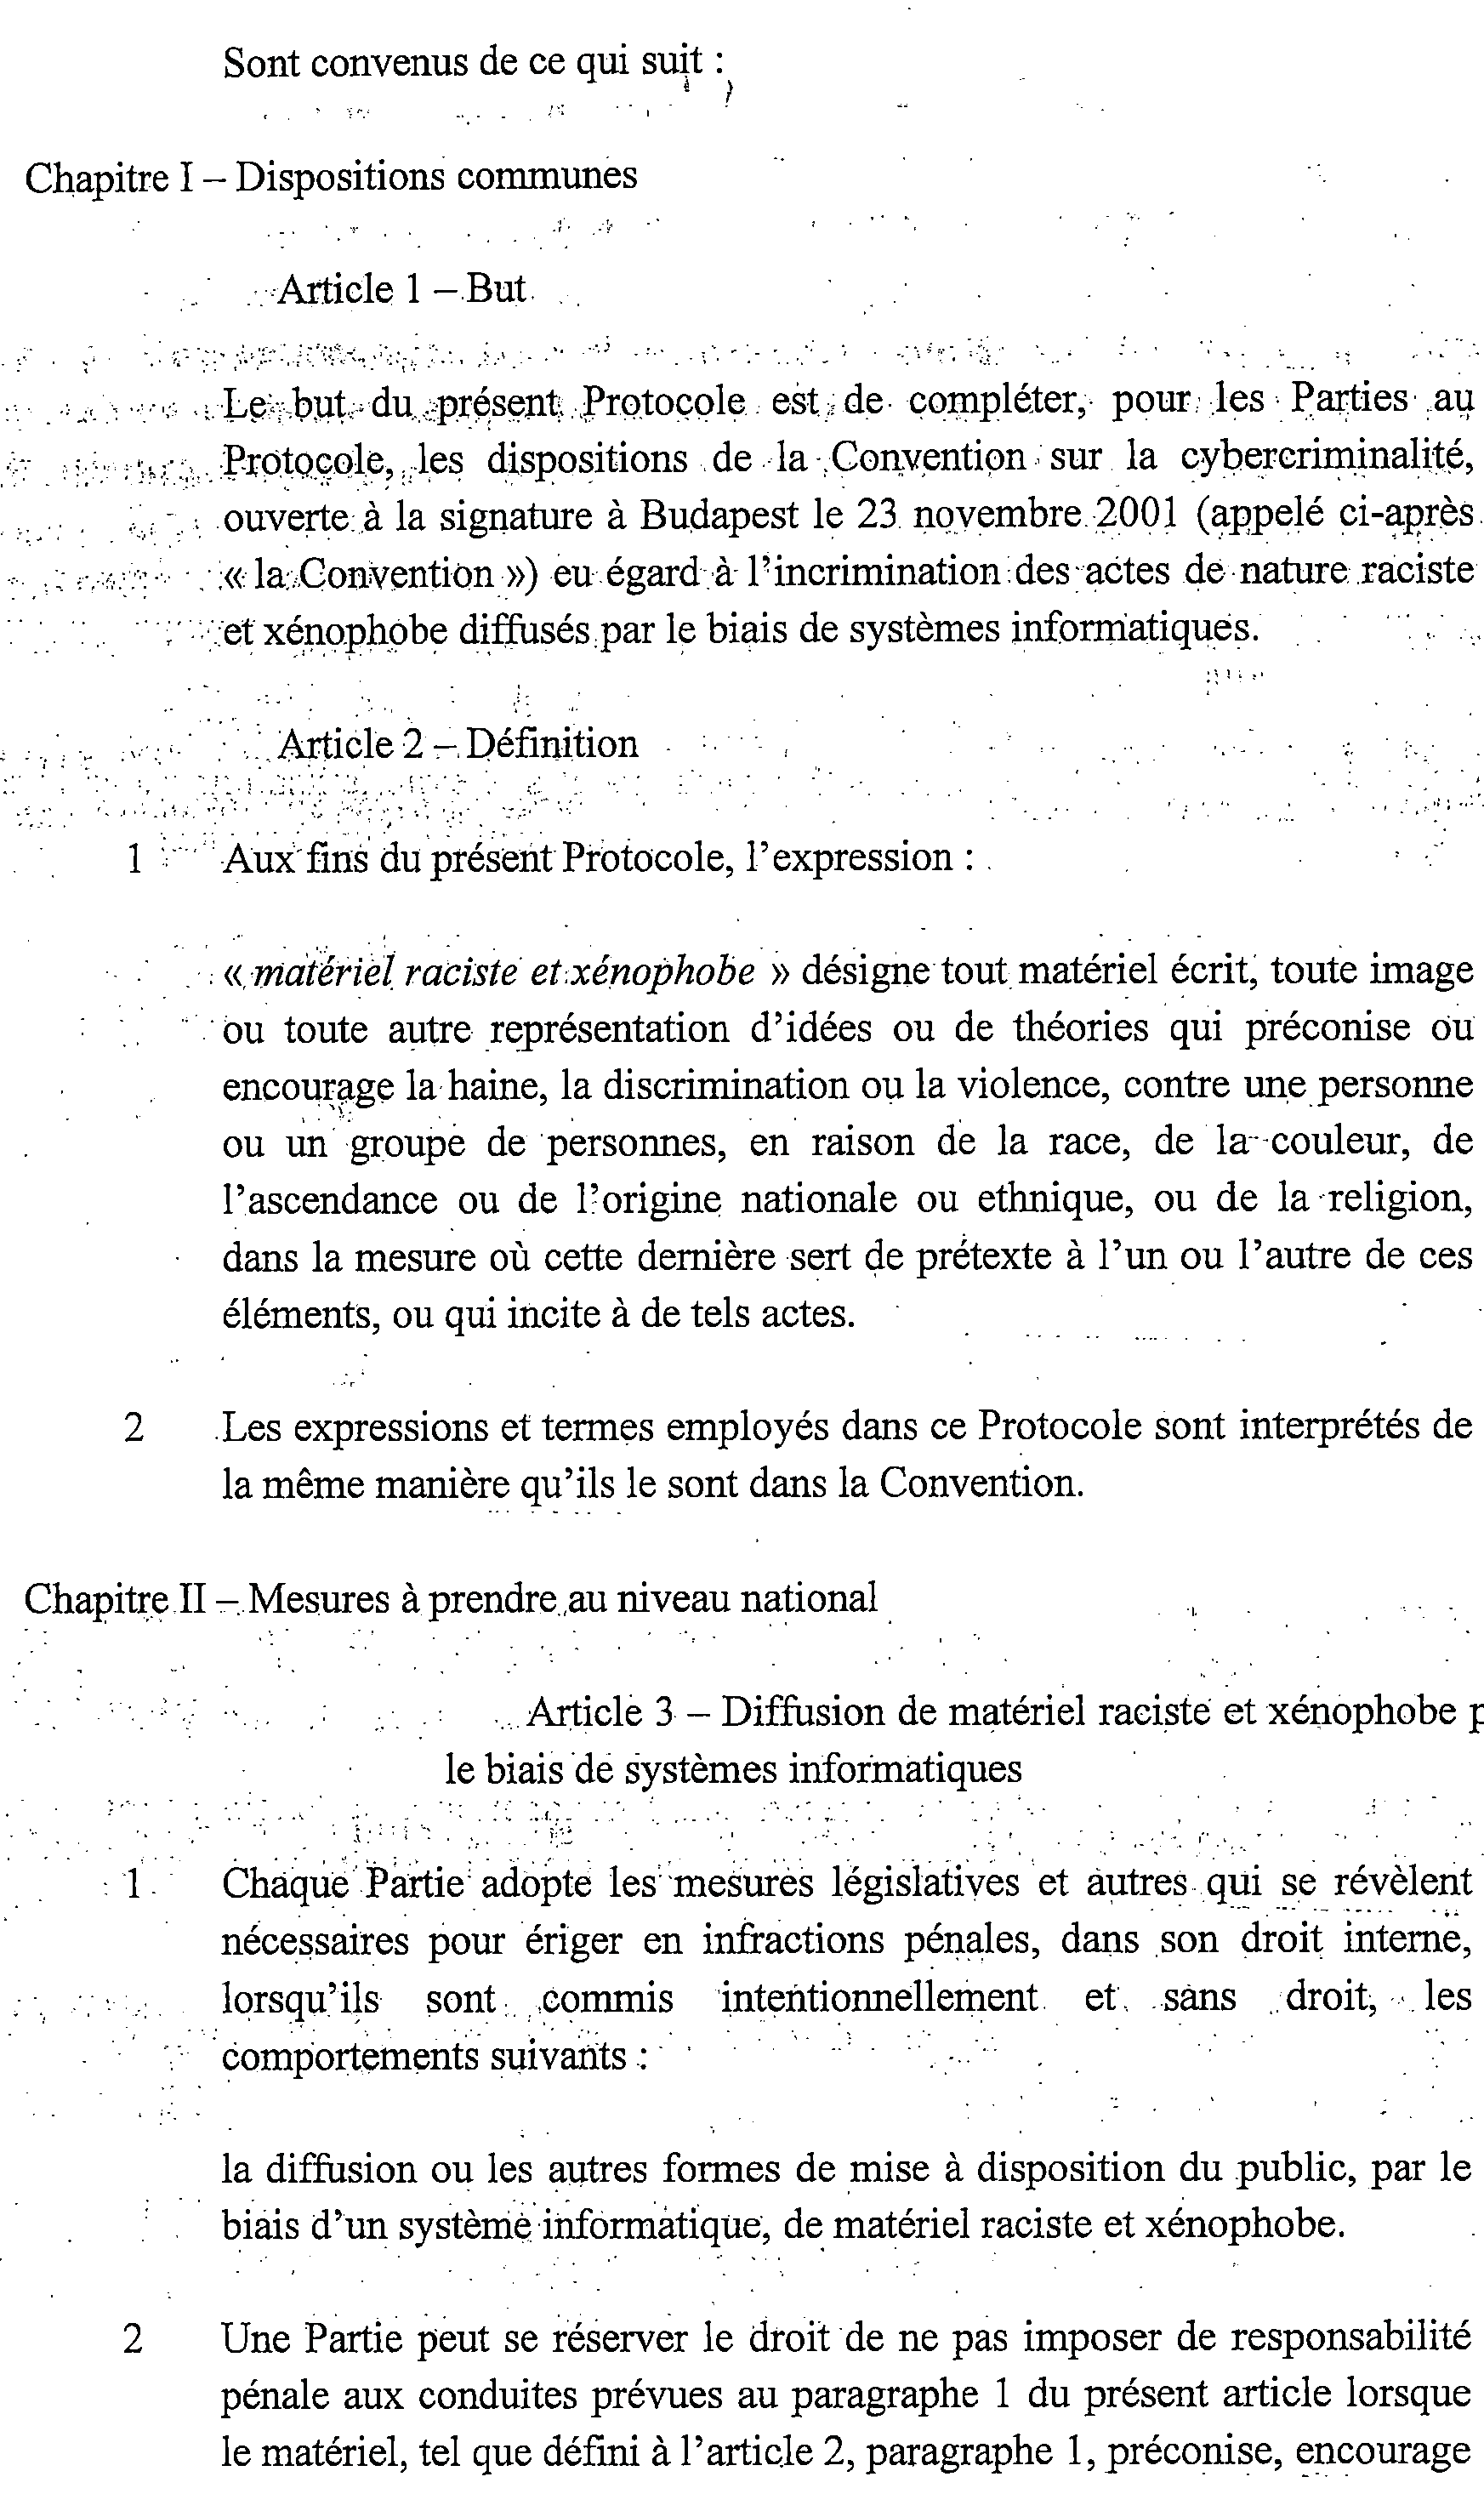 Sont convenus de ce qui suit :
Chapitre I – Dispositions communes
Article 1 – But
Le but du présent Protocole est de compléter, pour les Parties au
Protocole, les dispositions de la Convention sur la cybercriminalité,
ouverte à la signature à Budapest le 23 novembre 2001 (appelé ci-après
« la Convention ») eu égard à l'incrimination des actes de nature raciste
et xénophobe diffusés par le biais de systèmes informatiques.
Article 2 – Définition
1 Aux fins du présent Protocole, l'expression :
« matériel raciste et xénophobe » désigne tout matériel écrit, toute image
ou toute autre représentation d'idées ou de théories qui préconise ou
encourage la haine, la discrimination ou la violence, contre une personne
ou un groupe de personnes, en raison de la race, de la couleur, de
l'ascendance ou de l'origine nationale ou ethnique, ou de la religion,
dans la mesure où cette dernière sert de prétexte à l'un ou l'autre de ces
éléments, ou qui incite à de tels actes.
2 Les expressions et termes employés dans ce Protocole sont interprétés de
la même manière qu'ils le sont dans la Convention.
Chapitre II – Mesures à prendre au niveau national
Article 3 – Diffusion de matériel raciste et xénophobe p
le biais de systèmes informatiques
1 Chaque Partie adopte les mesures législatives et autres qui se révèlent
nécessaires pour ériger en infractions pénales, dans son droit interne,
lorsqu'ils sont commis intentionnellement et sans droit, les
comportements suivants :
la diffusion ou les autres formes de mise à disposition du public, par le
biais d'un système informatique, de matériel raciste et xénophobe.
2 Une Partie peut se réserver le droit de ne pas imposer de responsabilité
pénale aux conduites prévues au paragraphe 1 du présent article lorsque
le matériel, tel que défini à l'article 2, paragraphe 1, préconise, encourage